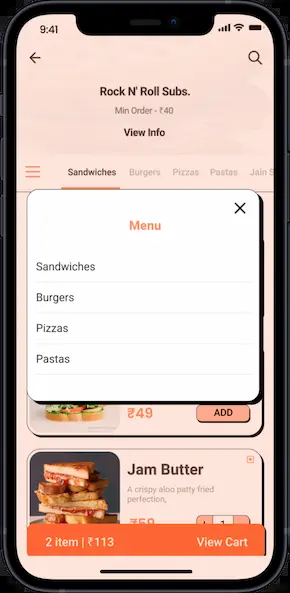 9:41
Rock N' Roll Subs.
Min Order - ₹40
View Info
Sandwiches Burgers Pizzas Pastas Jain S
Menu
Sandwiches
Burgers
Pizzas
Pastas
₹49 ADD
Jam Butter
A crispy aloo patty fried
perfection,
₹59 1
2 item | ₹113 View Cart